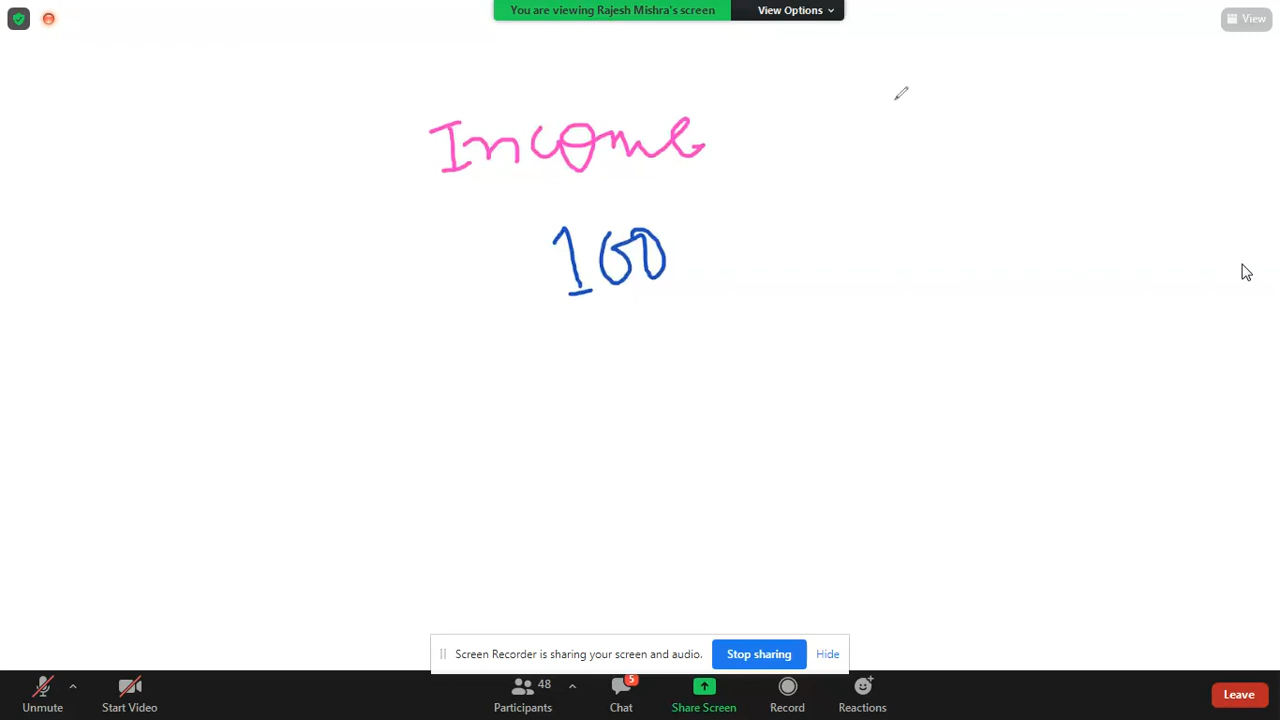 You are viewing Rajesh Mishra's screen
View Options
View
Income
100
Screen Recorder is sharing your screen and audio.
Stop sharing
Hide
48
5
Unmute
Start Video
Participants
Chat
Share Screen
Record
Reactions
Leave